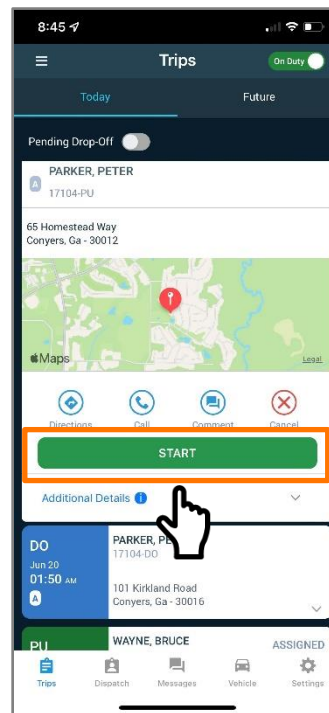 8:45
Trips
On Duty
Today
Future
Pending Drop-Off
PARKER, PETER
A
17104-PU
65 Homestead Way
Conyers, Ga - 30012
Maps
Legal
Directions
Call
Comment
Cancel
START
Additional Details
DO
Jun 20
01:50 AM
A
PARKER, PE
17104-DO
101 Kirkland Road
Conyers, Ga - 30016
PU
WAYNE, BRUCE
ASSIGNED
Trips
Dispatch
Messages
Vehicle
Settings